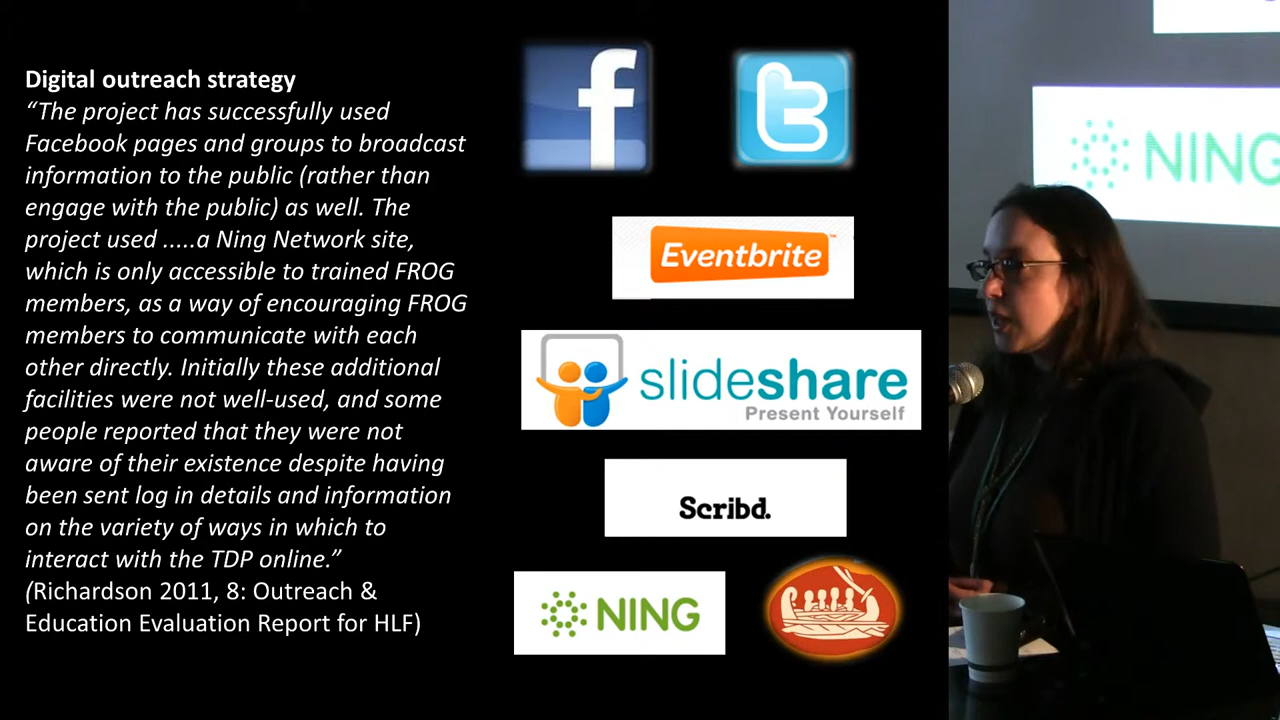 Digital outreach strategy
“The project has successfully used
Facebook pages and groups to broadcast
information to the public (rather than
engage with the public) as well. The
project used .....a Ning Network site,
which is only accessible to trained FROG
members, as a way of encouraging FROG
members to communicate with each
other directly. Initially these additional
facilities were not well-used, and some
people reported that they were not
aware of their existence despite having
been sent log in details and information
on the variety of ways in which to
interact with the TDP online.”
(Richardson 2011, 8: Outreach &
Education Evaluation Report for HLF)
f
t
Eventbrite™
slideshare
Present Yourself
Scribd.
NING
NING